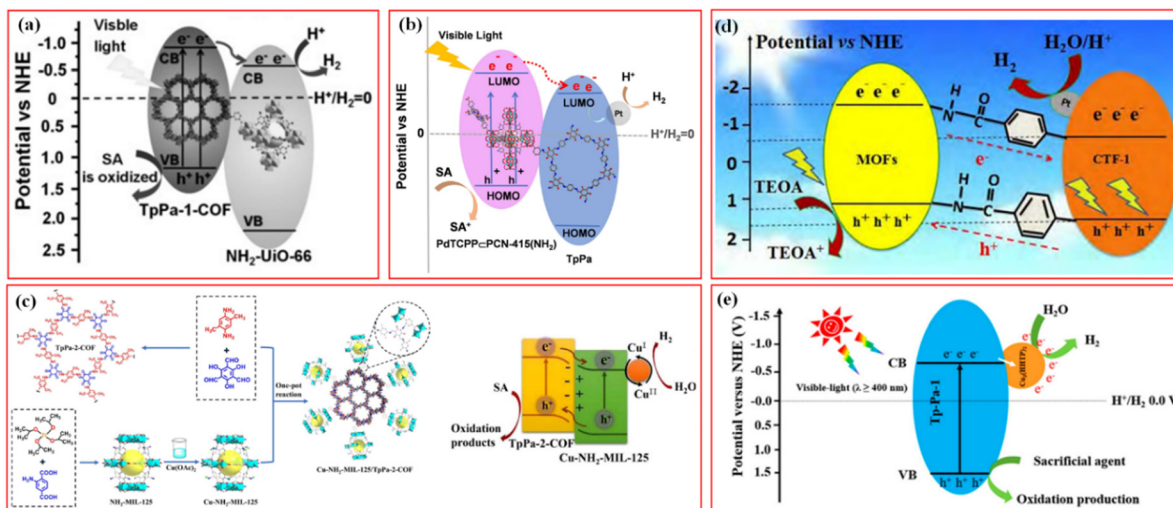 (a)
Visble
light
Potential vs NHE
-1.0
-0.5
0
0.5
1.0
1.5
2.0
2.5
e⁻ e⁻
CB
e⁻ e⁻
CB
H⁺
H₂
H⁺/H₂=0
SA
is oxidized
VB
h⁺ h⁺
TpPa-1-COF
VB
NH₂-UiO-66
(b)
Visible Light
Potential vs NHE
0
e⁻ e⁻
LUMO
e⁻ e⁻
LUMO
Pt
H⁺
H₂
H⁺/H₂=0
SA
SA⁺
h⁺ h⁺
HOMO
PdTCPP⊂PCN-415(NH₂)
HOMO
TpPa
(d)
Potential vs NHE
-2
-1
0
1
2
e⁻ e⁻ e⁻
MOFs
h⁺ h⁺ h⁺
TEOA
TEOA⁺
H
N
O
C
e⁻
H
N
O
C
h⁺
H₂O/H⁺
H₂
Pt
e⁻ e⁻ e⁻
CTF-1
h⁺ h⁺ h⁺
(c)
TpPa-2-COF
+
One-pot
reaction
+
NH₂-MIL-125
Cu(OAc)₂
Cu-NH₂-MIL-125
Cu-NH₂-MIL-125/TpPa-2-COF
SA
Oxidation
products
e⁻
h⁺
TpPa-2-COF
e⁻
h⁺
Cu-NH₂-MIL-125
Cuᴵ
Cuᴵᴵ
H₂
H₂O
(e)
Potential versus NHE (V)
-1.5
-1.0
-0.5
-0.0
0.5
1.0
1.5
Visible-light (λ ≥ 400 nm)
CB
e⁻ e⁻ e⁻
Tp-Pa-1
VB
h⁺ h⁺ h⁺
Cu₃(HHTP)₂
H₂O
H₂
H⁺/H₂ 0.0 V
Sacrificial agent
Oxidation production